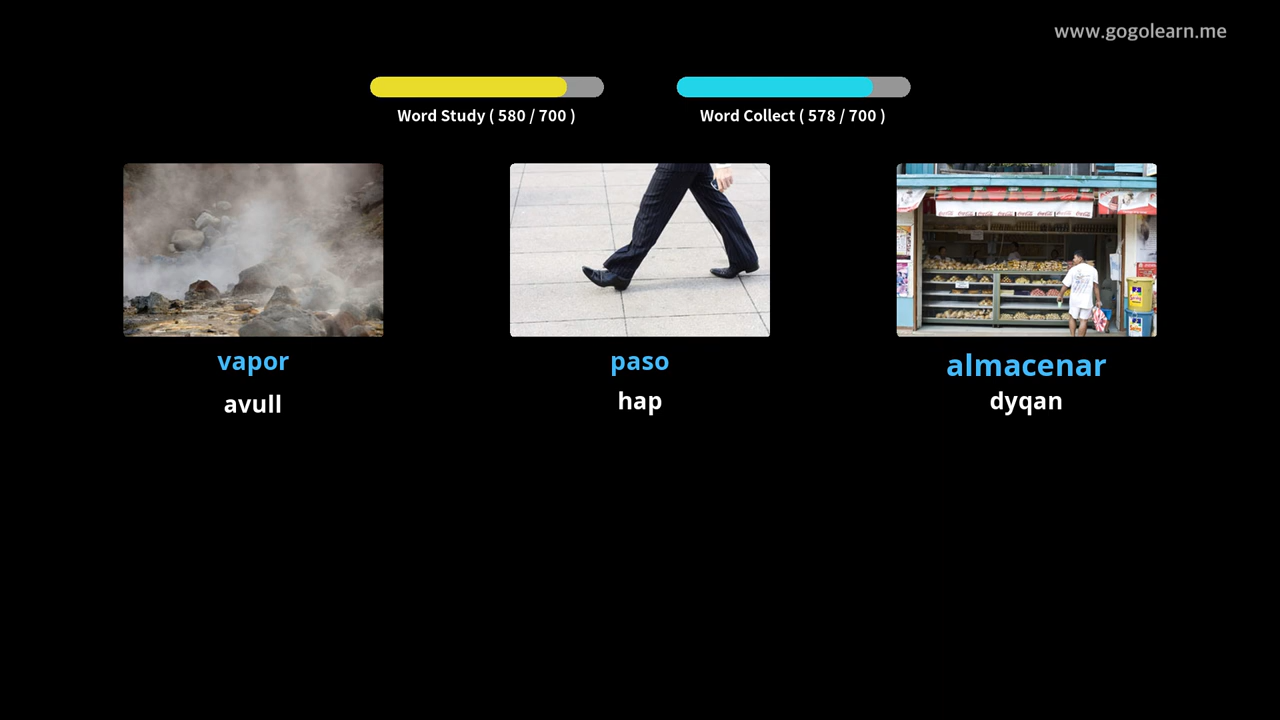 www.gogolearn.me
Word Study ( 580 / 700 )
Word Collect ( 578 / 700 )
vapor
paso
almacenar
avull
hap
dyqan